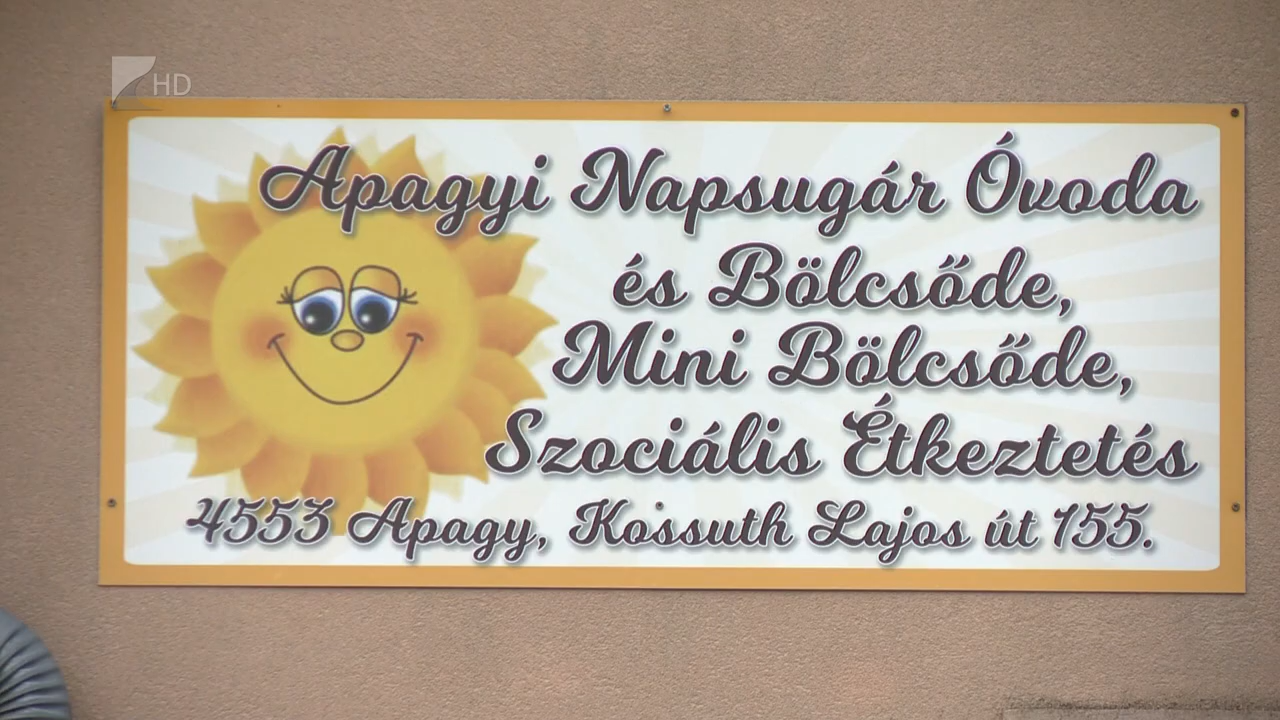 HD
Apagyi Napsugár Óvoda
és Bölcsőde,
Mini Bölcsőde,
Szociális Étkeztetés
4553 Apagy, Kossuth Lajos út 155.